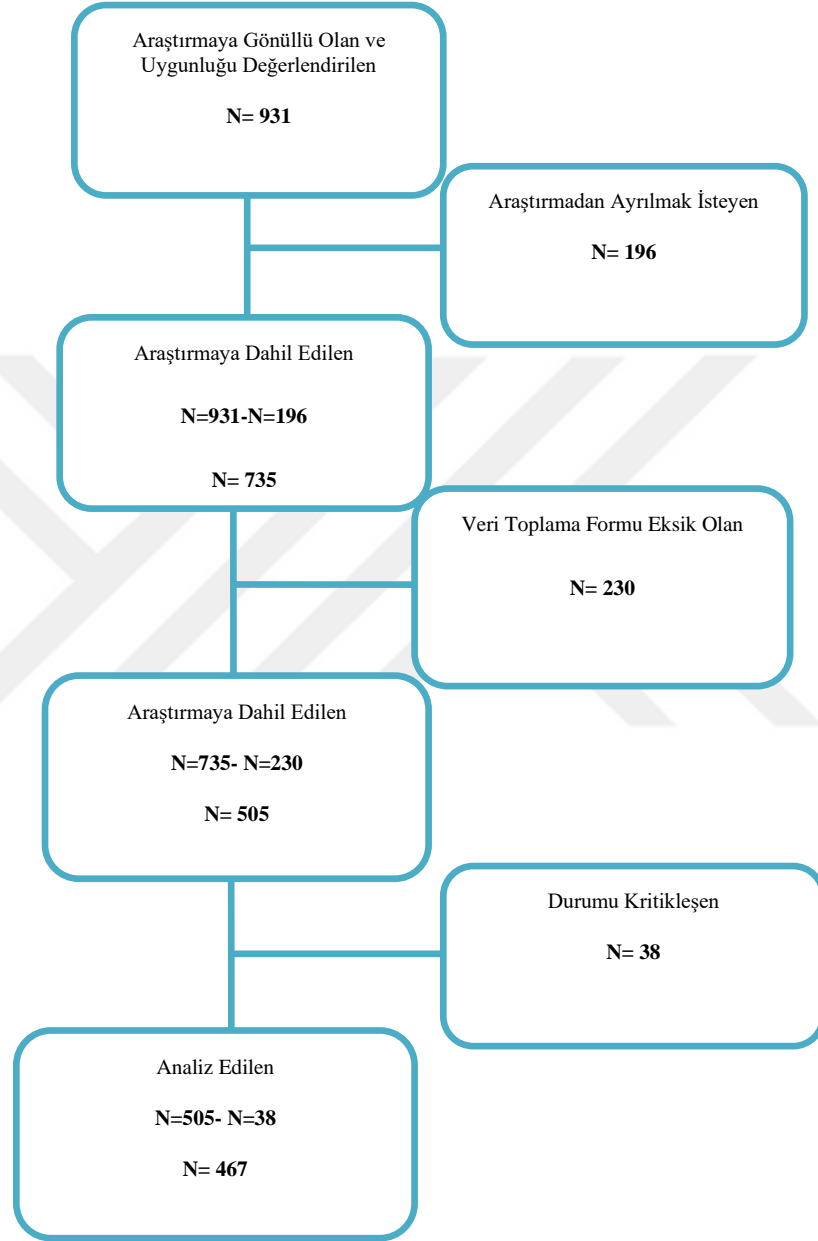 Araştırmaya Gönüllü Olan ve
Uygunluğu Değerlendirilen
N= 931
Araştırmadan Ayrılmak İsteyen
N= 196
Araştırmaya Dahil Edilen
N=931-N=196
N= 735
Veri Toplama Formu Eksik Olan
N= 230
Araştırmaya Dahil Edilen
N=735- N=230
N= 505
Durumu Kritikleşen
N= 38
Analiz Edilen
N=505- N=38
N= 467